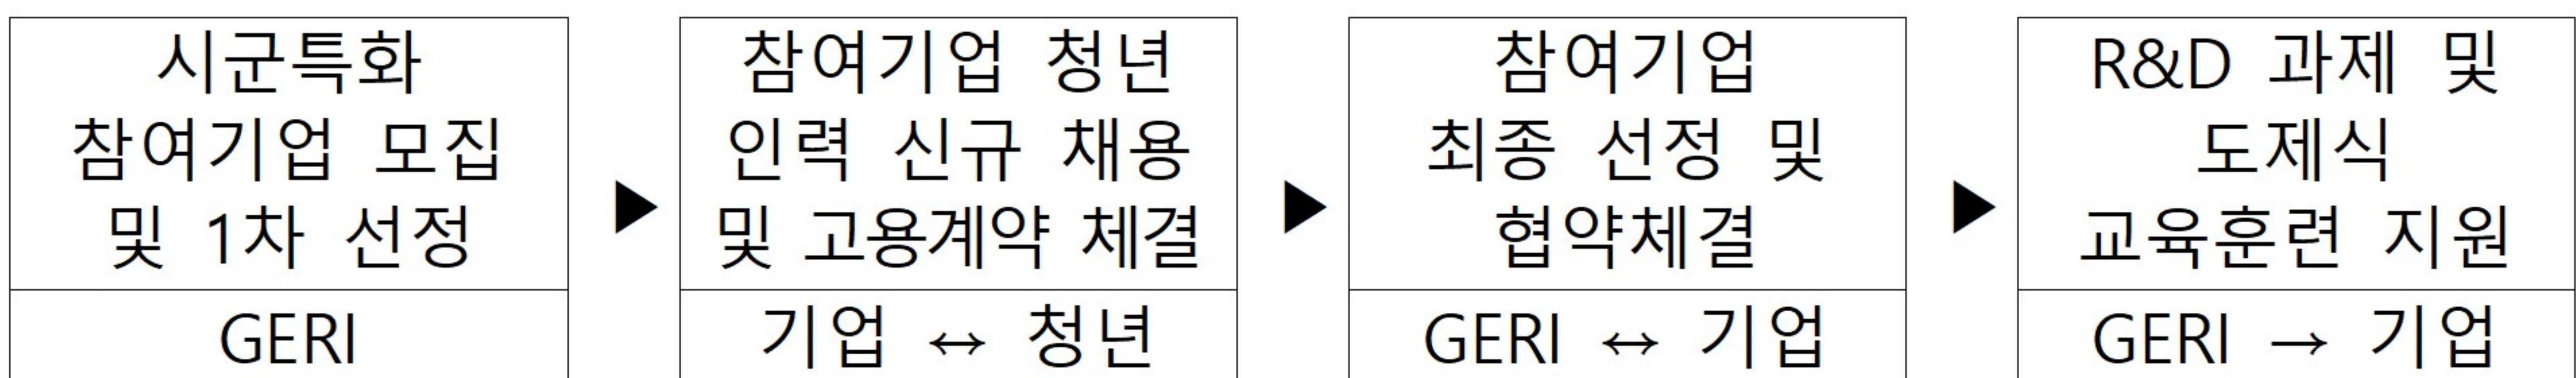 시군특화
참여기업 모집
및 1차 선정
GERI
▶
참여기업 청년
인력 신규 채용
및 고용계약 체결
기업 ↔ 청년
▶
참여기업
최종 선정 및
협약체결
GERI ↔ 기업
▶
R&D 과제 및
도제식
교육훈련 지원
GERI → 기업